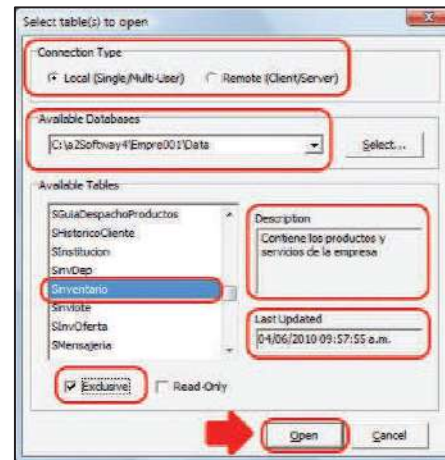 Select table(s) to open
Connection Type
Local (Single/Multi-User) Remote (Client/Server)
Available Databases
C:\a2Softway4\Empre001\Data
Select...
Available Tables
SGuiaDespachoProductos
SHistoricoCliente
SInstitucion
SinvDep
Sinventario
Sinvlote
SInvOferta
SMensajeria
Description
Contiene los productos y
servicios de la empresa
Last Updated
04/06/2010 09:57:55 a.m.
Exclusive Read-Only
Open Cancel